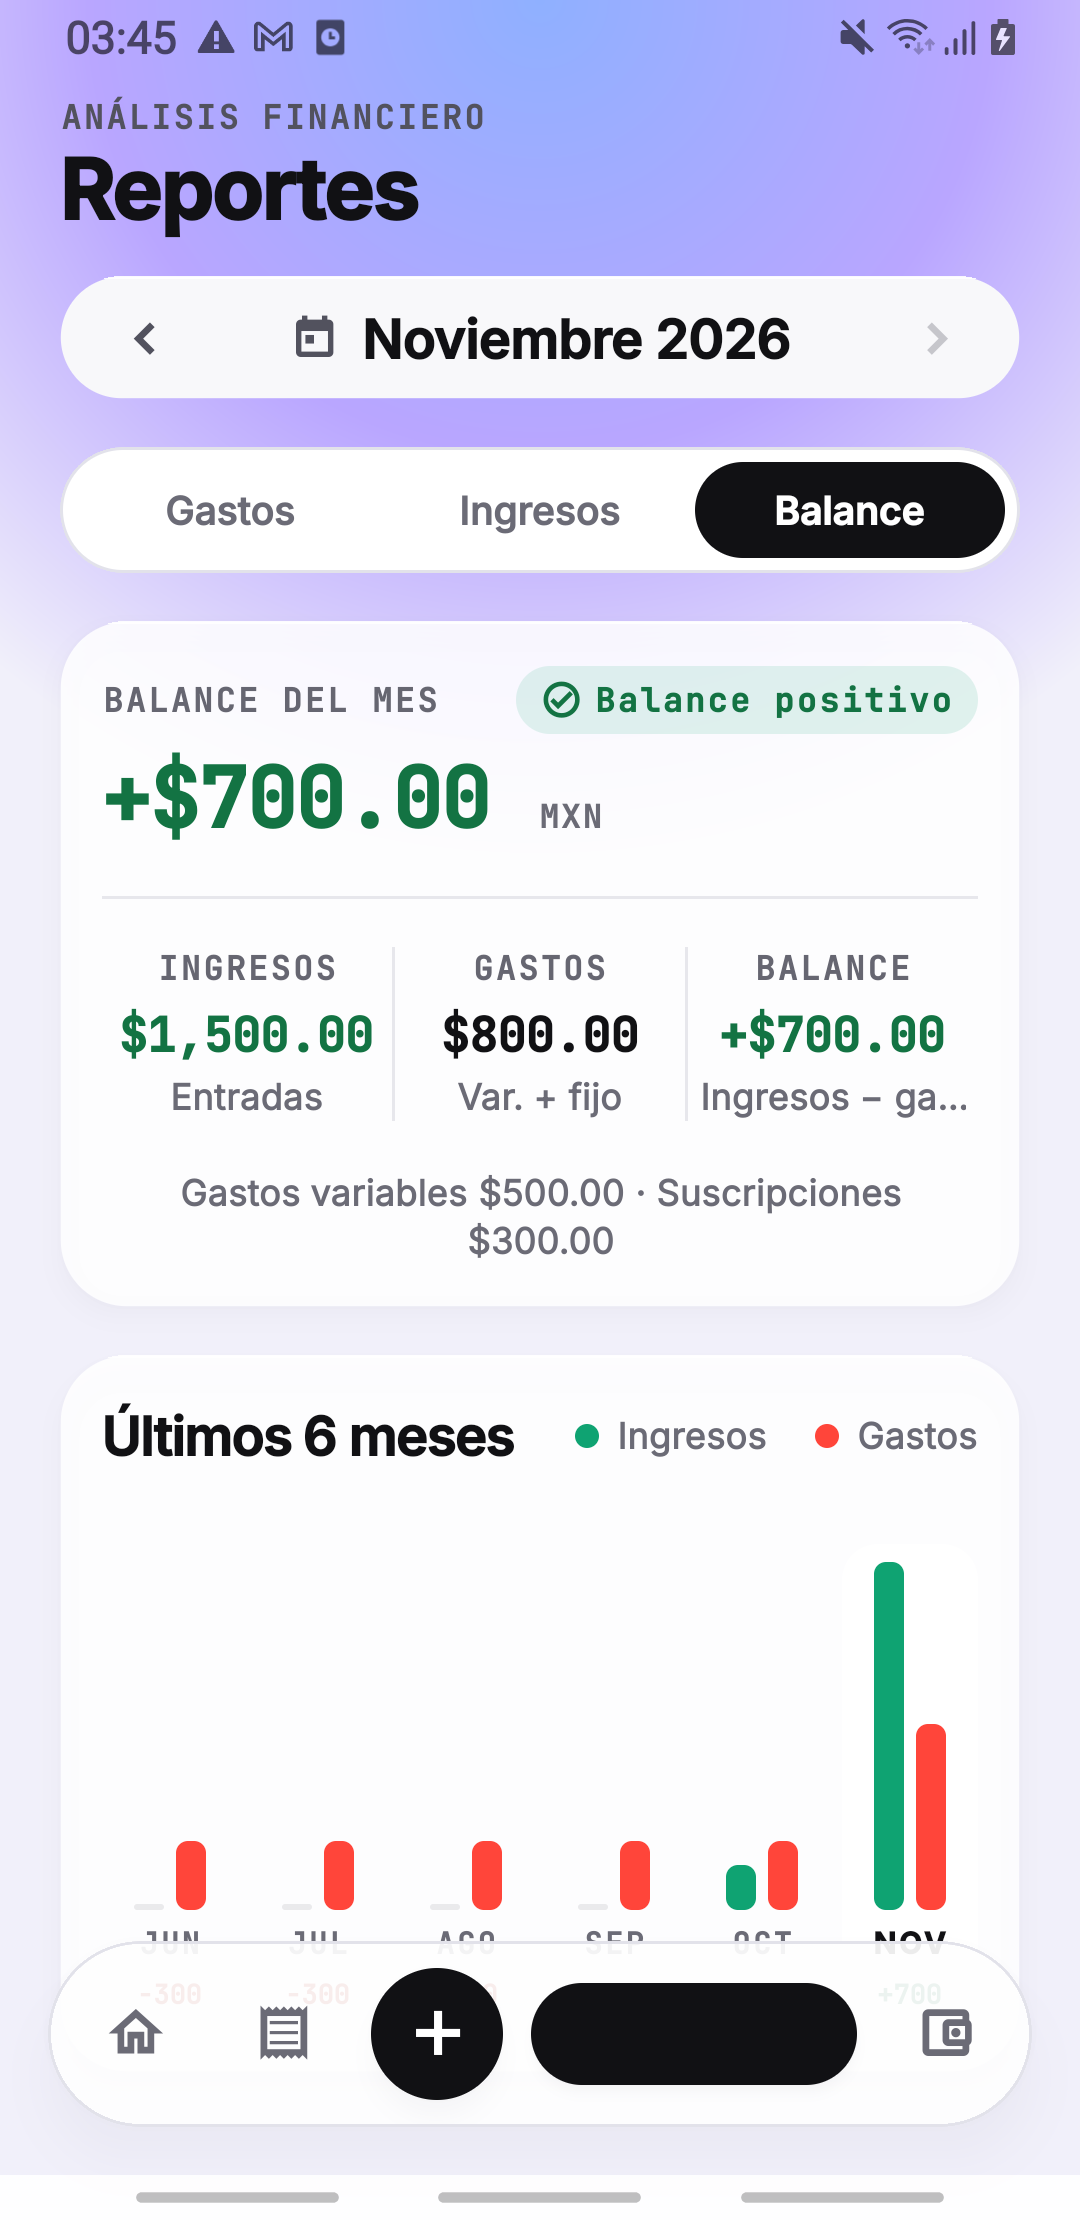 03:45
ANÁLISIS FINANCIERO
Reportes
Noviembre 2026
Gastos Ingresos Balance
BALANCE DEL MES Balance positivo
+$700.00 MXN
INGRESOS GASTOS BALANCE
$1,500.00 $800.00 +$700.00
Entradas Var. + fijo Ingresos – ga...
Gastos variables $500.00 · Suscripciones
$300.00
Últimos 6 meses Ingresos Gastos
JUN JUL AGO SEP OCT NOV
-300 -300 +700